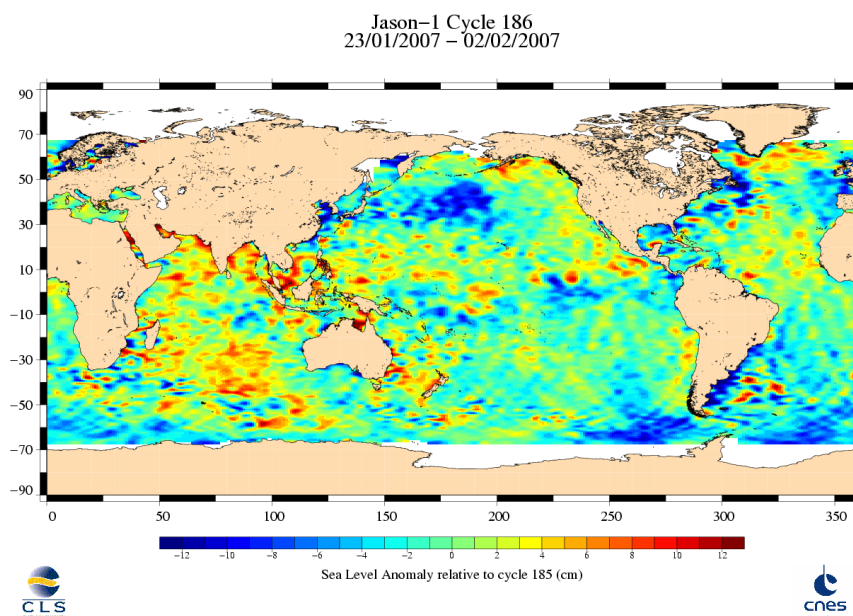 Jason−1 Cycle 186
23/01/2007 − 02/02/2007
90
70
50
30
10
−10
−30
−50
−70
−90
0 50 100 150 200 250 300 350
−12 −10 −8 −6 −4 −2 0 2 4 6 8 10 12
Sea Level Anomaly relative to cycle 185 (cm)
CLS
cnes